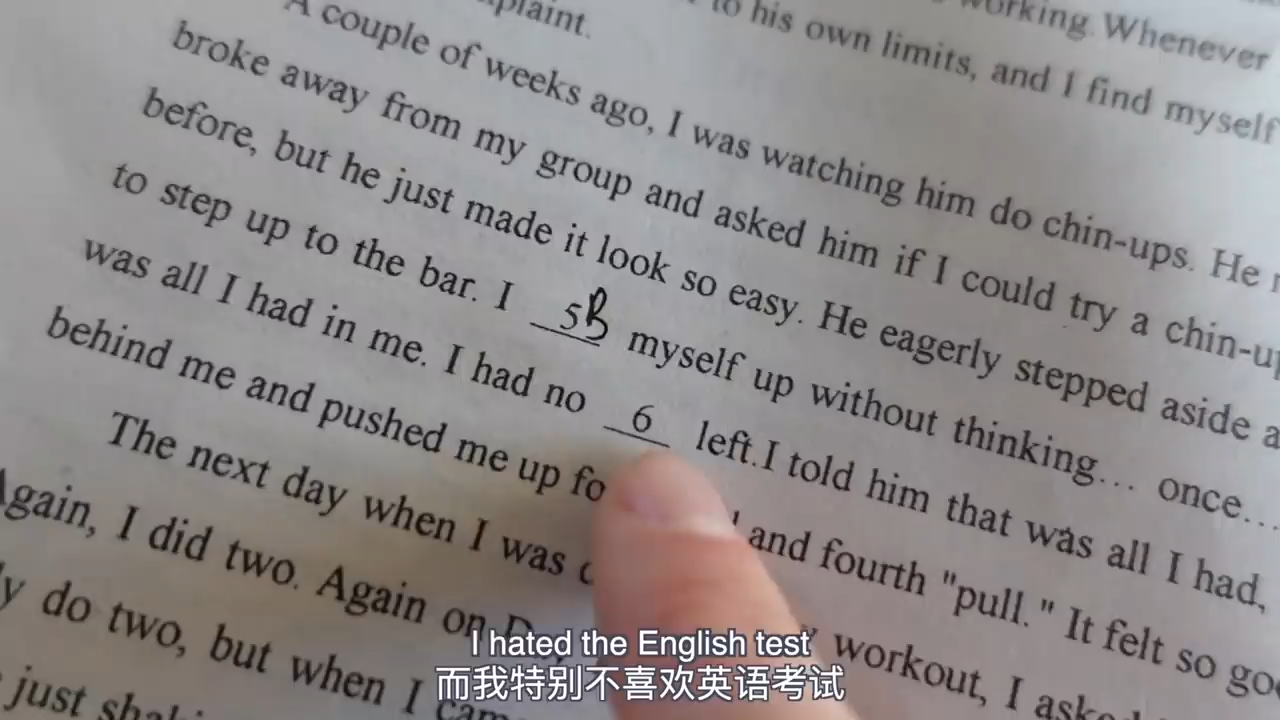 working. Whenever
to his own limits, and I find myself
plaint.
A couple of weeks ago, I was watching him do chin-ups. He
broke away from my group and asked him if I could try a chin-up
before, but he just made it look so easy. He eagerly stepped aside a
to step up to the bar. I 5B myself up without thinking… once…
was all I had in me. I had no 6 left.I told him that was all I had,
behind me and pushed me up fo and fourth "pull." It felt so goo
The next day when I was workout, I asked
Again, I did two. Again on D
ly do two, but when I came
just shaki
I hated the English test
而我特别不喜欢英语考试